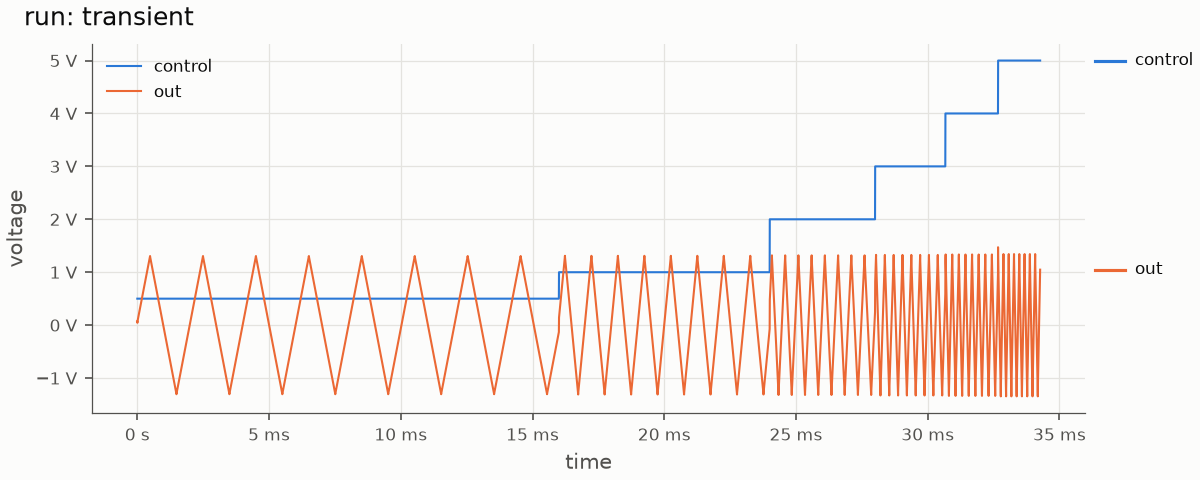 run: transient
control
out
5 V
4 V
3 V
2 V
1 V
0 V
−1 V
voltage
0 s
5 ms
10 ms
15 ms
20 ms
25 ms
30 ms
35 ms
time
control
out